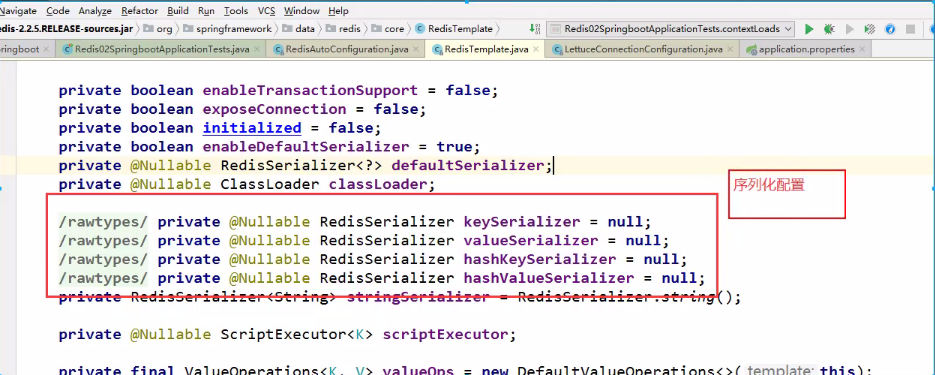 Navigate Code Analyze Refactor Build Run Tools VCS Window Help
edis-2.2.5.RELEASE-sources.jar org springframework data redis core RedisTemplate Redis02SpringbootApplicationTests.contextLoads
pringboot Redis02SpringbootApplicationTests.java RedisAutoConfiguration.java RedisTemplate.java LettuceConnectionConfiguration.java application.properties
private boolean enableTransactionSupport = false;
private boolean exposeConnection = false;
private boolean initialized = false;
private boolean enableDefaultSerializer = true;
private @Nullable RedisSerializer<?> defaultSerializer;
private @Nullable ClassLoader classLoader;
序列化配置
/rawtypes/ private @Nullable RedisSerializer keySerializer = null;
/rawtypes/ private @Nullable RedisSerializer valueSerializer = null;
/rawtypes/ private @Nullable RedisSerializer hashKeySerializer = null;
/rawtypes/ private @Nullable RedisSerializer hashValueSerializer = null;
private RedisSerializer<String> stringSerializer = RedisSerializer.string();
private @Nullable ScriptExecutor<K> scriptExecutor;
private final ValueOperations<K, V> valueOps = new DefaultValueOperations<>( template: this);